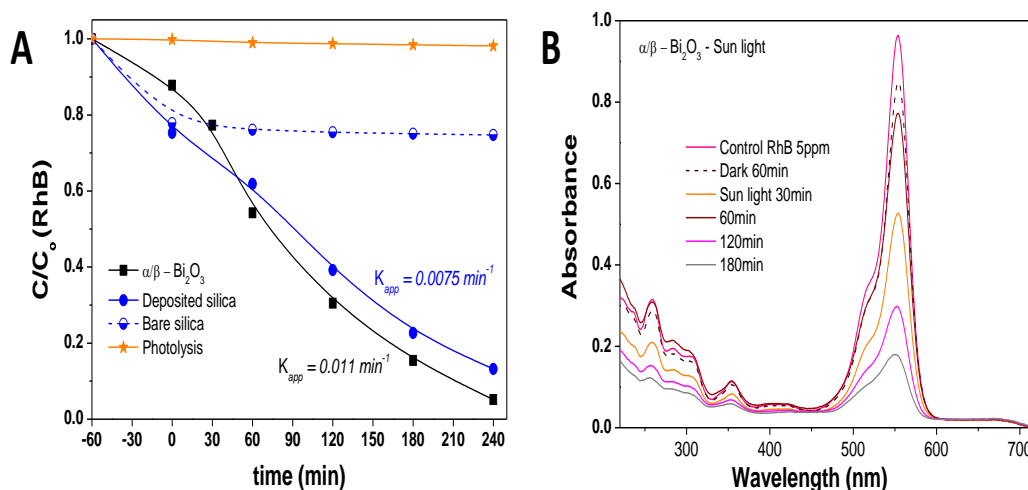 A
C/Cₒ (RhB)
1.0
0.8
0.6
0.4
0.2
0.0
α/β – Bi₂O₃
Deposited silica
Bare silica
Photolysis
K_app = 0.0075 min⁻¹
K_app = 0.011 min⁻¹
-60 -30 0 30 60 90 120 150 180 210 240
time (min)
B
α/β – Bi₂O₃ - Sun light
Absorbance
1.0
0.8
0.6
0.4
0.2
0.0
Control RhB 5ppm
Dark 60min
Sun light 30min
60min
120min
180min
300 400 500 600 700
Wavelength (nm)